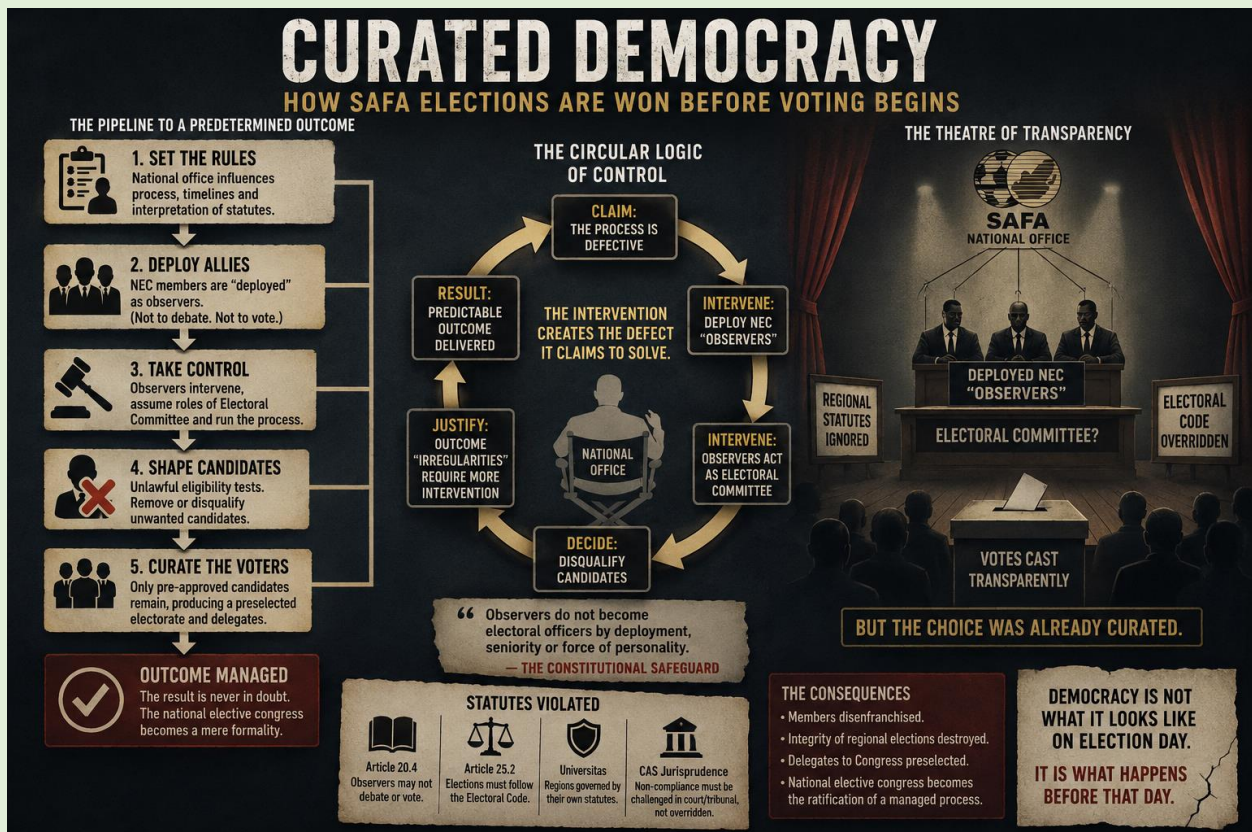 CURATED DEMOCRACY
HOW SAFA ELECTIONS ARE WON BEFORE VOTING BEGINS
THE PIPELINE TO A PREDETERMINED OUTCOME
1. SET THE RULES
National office influences
process, timelines and
interpretation of statutes.
2. DEPLOY ALLIES
NEC members are “deployed”
as observers.
(Not to debate. Not to vote.)
3. TAKE CONTROL
Observers intervene,
assume roles of Electoral
Committee and run the process.
4. SHAPE CANDIDATES
Unlawful eligibility tests.
Remove or disqualify
unwanted candidates.
5. CURATE THE VOTERS
Only pre-approved candidates
remain, producing a preselected
electorate and delegates.
OUTCOME MANAGED
The result is never in doubt.
The national elective congress
becomes a mere formality.
THE CIRCULAR LOGIC
OF CONTROL
CLAIM:
THE PROCESS IS
DEFECTIVE
INTERVENE:
DEPLOY NEC
“OBSERVERS”
INTERVENE:
OBSERVERS ACT
AS ELECTORAL
COMMITTEE
DECIDE:
DISQUALIFY
CANDIDATES
JUSTIFY:
OUTCOME
“IRREGULARITIES”
REQUIRE MORE
INTERVENTION
RESULT:
PREDICTABLE
OUTCOME
DELIVERED
THE INTERVENTION
CREATES THE DEFECT
IT CLAIMS TO SOLVE.
NATIONAL
OFFICE
“ Observers do not become
electoral officers by deployment,
seniority or force of personality.
— THE CONSTITUTIONAL SAFEGUARD
STATUTES VIOLATED
Article 20.4
Observers may not
debate or vote.
Article 25.2
Elections must follow
the Electoral Code.
Universitas
Regions governed by
their own statutes.
CAS Jurisprudence
Non-compliance must be
challenged in court/tribunal,
not overridden.
THE THEATRE OF TRANSPARENCY
SAFA
NATIONAL OFFICE
DEPLOYED NEC
“OBSERVERS”
ELECTORAL COMMITTEE?
REGIONAL
STATUTES
IGNORED
ELECTORAL
CODE
OVERRIDDEN
VOTES CAST
TRANSPARENTLY
BUT THE CHOICE WAS ALREADY CURATED.
THE CONSEQUENCES
• Members disenfranchised.
• Integrity of regional elections destroyed.
• Delegates to Congress preselected.
• National elective congress becomes
the ratification of a managed process.
DEMOCRACY IS NOT
WHAT IT LOOKS LIKE
ON ELECTION DAY.
IT IS WHAT HAPPENS
BEFORE THAT DAY.